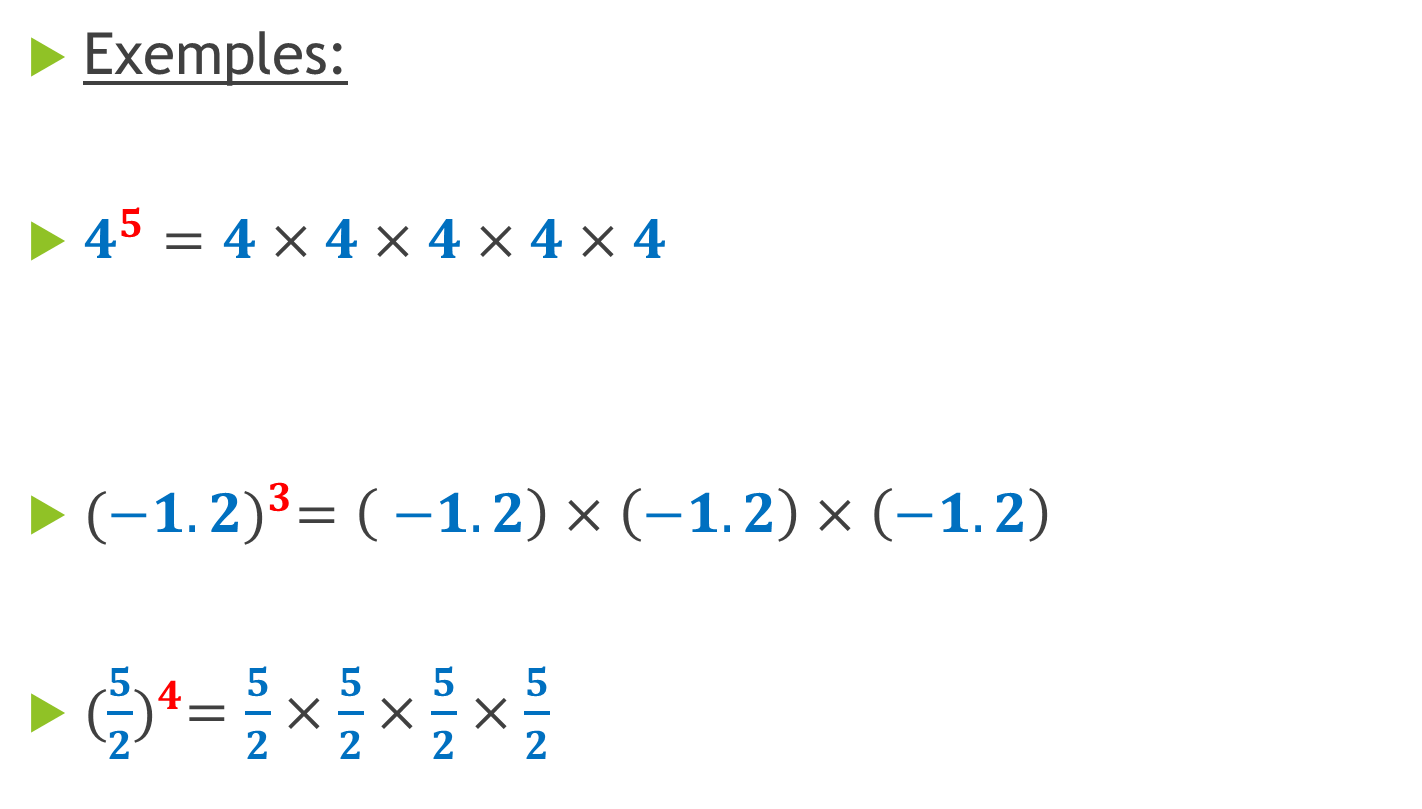 Exemples:
4⁵ = 4 × 4 × 4 × 4 × 4
(−1.2)³= ( −1.2) × (−1.2) × (−1.2)
(5/2)⁴= 5/2 × 5/2 × 5/2 × 5/2